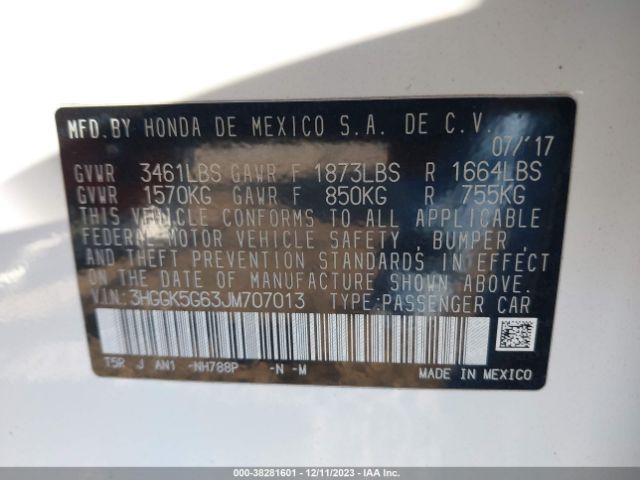 MFD. BY HONDA DE MEXICO S.A. DE C.V.
07/'17
GVWR 3461LBS GAWR F 1873LBS R 1664LBS
GVWR 1570KG GAWR F 850KG R 755KG
THIS VEHICLE CONFORMS TO ALL APPLICABLE
FEDERAL MOTOR VEHICLE SAFETY , BUMPER ,
AND THEFT PREVENTION STANDARDS IN EFFECT
ON THE DATE OF MANUFACTURE SHOWN ABOVE.
V.I.N: 3HGGK5G63JM707013 TYPE:PASSENGER CAR
T5R J AN1 -NH788P -N -M
MADE IN MEXICO
000-38281601 - 12/11/2023 - IAA Inc.